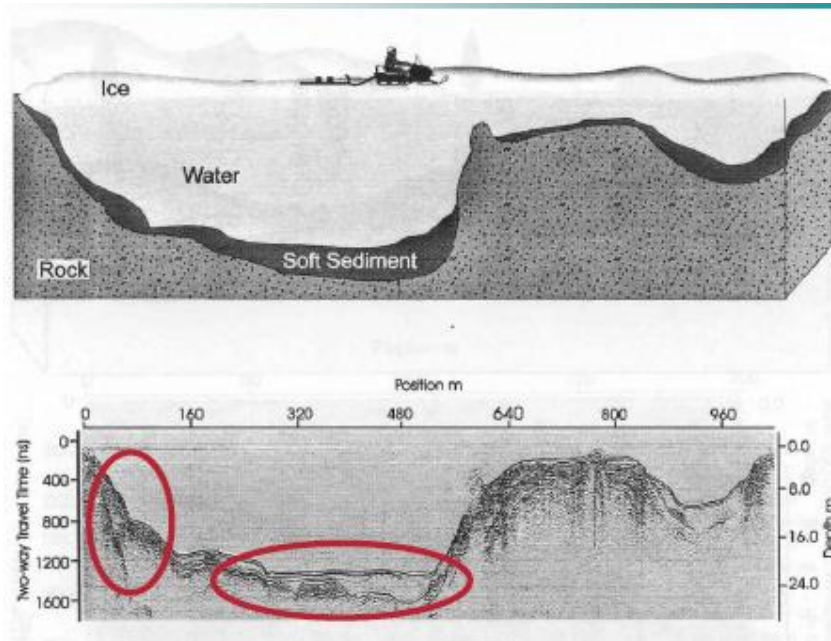 Ice
Water
Soft Sediment
Rock
Position m
0 160 320 480 640 800 960
Two-way Travel Time (ns)
0
400
800
1200
1600
Depth m
0.0
8.0
16.0
24.0